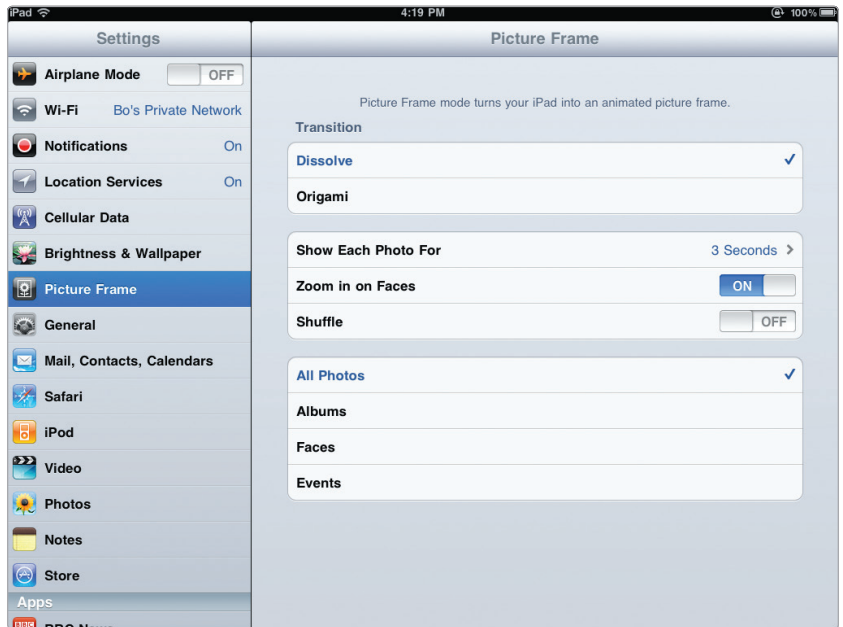 iPad 4:19 PM 100%
Settings
Airplane Mode OFF
Wi-Fi Bo's Private Network
Notifications On
Location Services On
Cellular Data
Brightness & Wallpaper
Picture Frame
General
Mail, Contacts, Calendars
Safari
iPod
Video
Photos
Notes
Store
Apps
BBC News
Picture Frame
Picture Frame mode turns your iPad into an animated picture frame.
Transition
Dissolve
Origami
Show Each Photo For 3 Seconds
Zoom in on Faces ON
Shuffle OFF
All Photos
Albums
Faces
Events